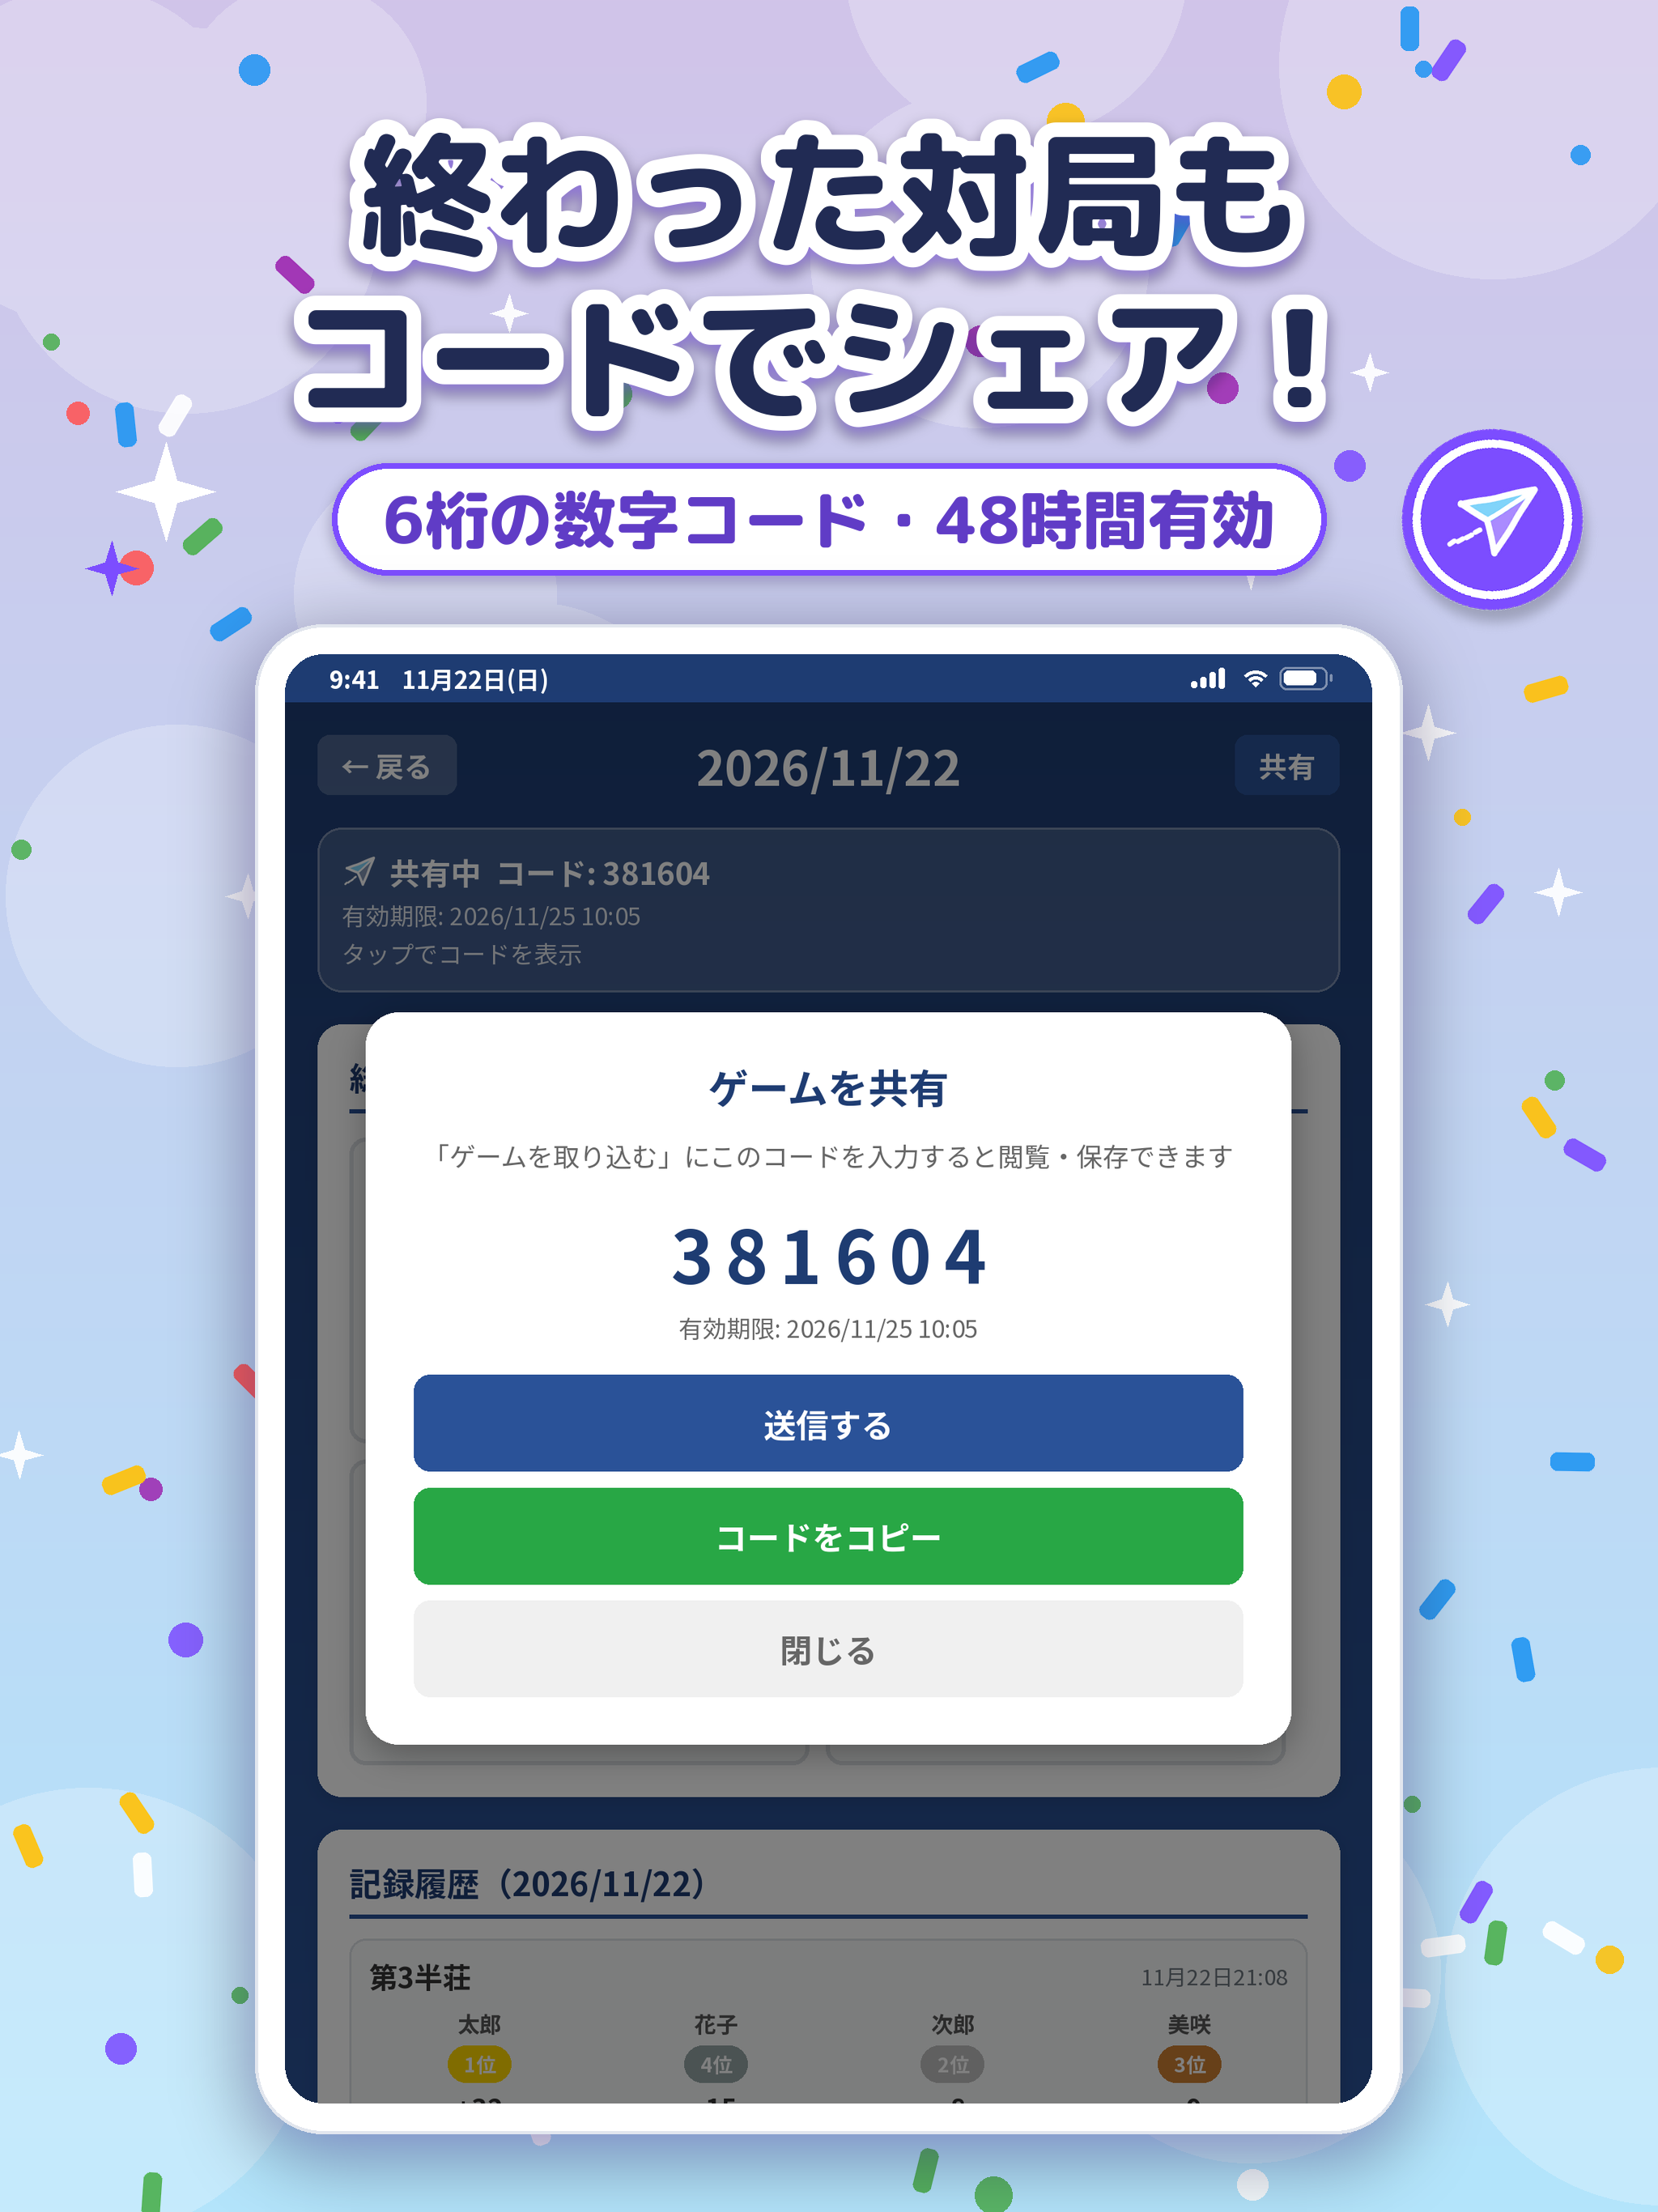 終わった対局も
コードでシェア！
6桁の数字コード・48時間有効
9:41 11月22日(日)
← 戻る 2026/11/22 共有
共有中 コード: 381604
有効期限: 2026/11/25 10:05
タップでコードを表示
ゲームを共有
「ゲームを取り込む」にこのコードを入力すると閲覧・保存できます
381604
有効期限: 2026/11/25 10:05
送信する
コードをコピー
閉じる
記録履歴（2026/11/22）
第3半荘 11月22日21:08
太郎 花子 次郎 美咲
1位 4位 2位 3位